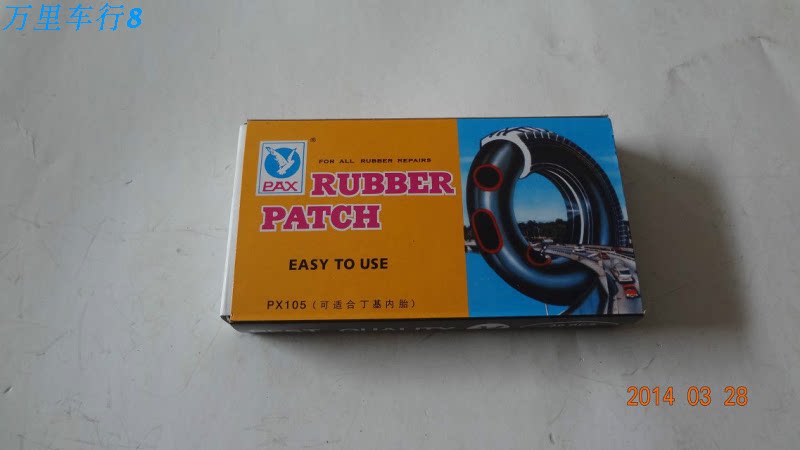 万里车行8
®
FOR ALL RUBBER REPAIRS
PAX
RUBBER
PATCH
EASY TO USE
PX105（可适合丁基内胎）
QUALITY
2014 03 28